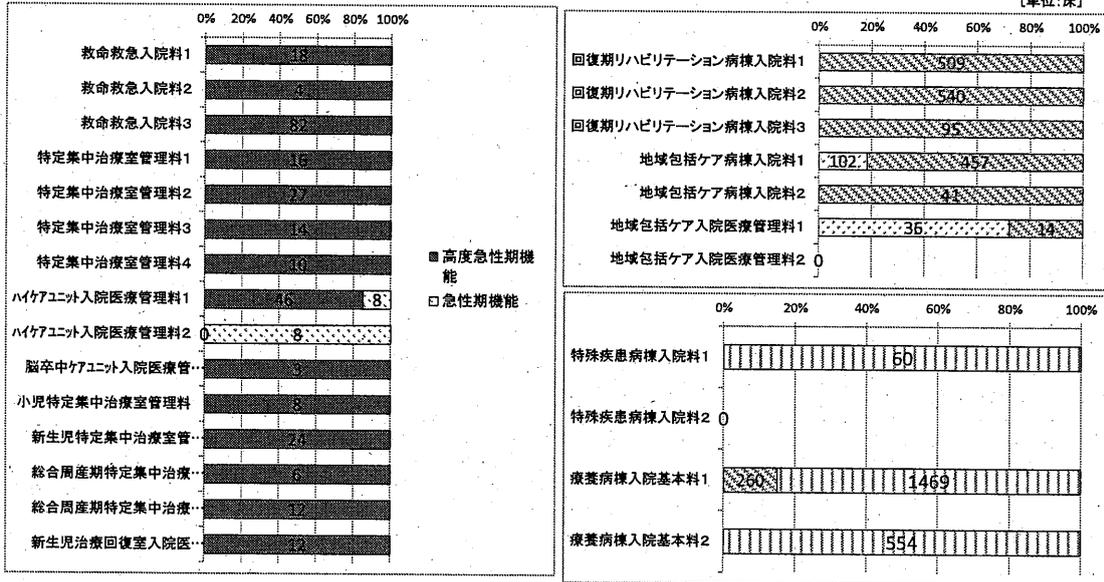 [単位:床]
0% 20% 40% 60% 80% 100%
救命救急入院料1 18
救命救急入院料2 4
救命救急入院料3 82
特定集中治療室管理料1 16
特定集中治療室管理料2 27
特定集中治療室管理料3 14
特定集中治療室管理料4 10
ハイケアユニット入院医療管理料1 46 8
ハイケアユニット入院医療管理料2 0 8
脳卒中ケアユニット入院医療管… 3
小児特定集中治療室管理料 8
新生児特定集中治療室管… 24
総合周産期特定集中治療… 6
総合周産期特定集中治療… 12
新生児治療回復室入院医… 12
高度急性期機
能
急性期機能
0% 20% 40% 60% 80% 100%
回復期リハビリテーション病棟入院料1 509
回復期リハビリテーション病棟入院料2 540
回復期リハビリテーション病棟入院料3 95
地域包括ケア病棟入院料1 102 457
地域包括ケア病棟入院料2 41
地域包括ケア入院医療管理料1 36 14
地域包括ケア入院医療管理料2 0
0% 20% 40% 60% 80% 100%
特殊疾患病棟入院料1 60
特殊疾患病棟入院料2 0
療養病棟入院基本料1 260 1469
療養病棟入院基本料2 554